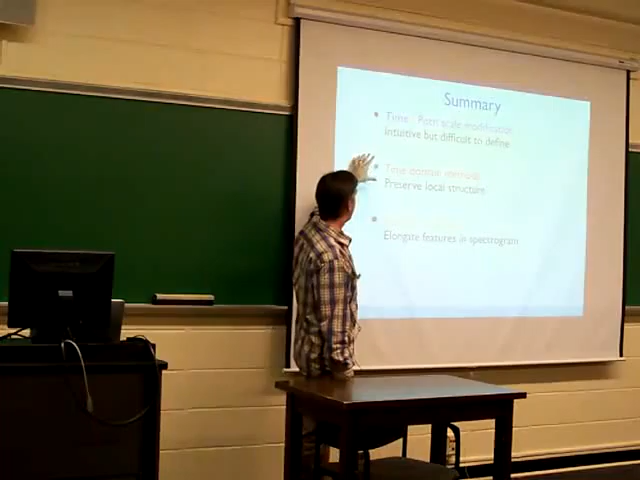 Summary
Time - Pitch scale modification
Intuitive but difficult to define
Time domain methods
Preserve local structure
Elongate features in spectrogram